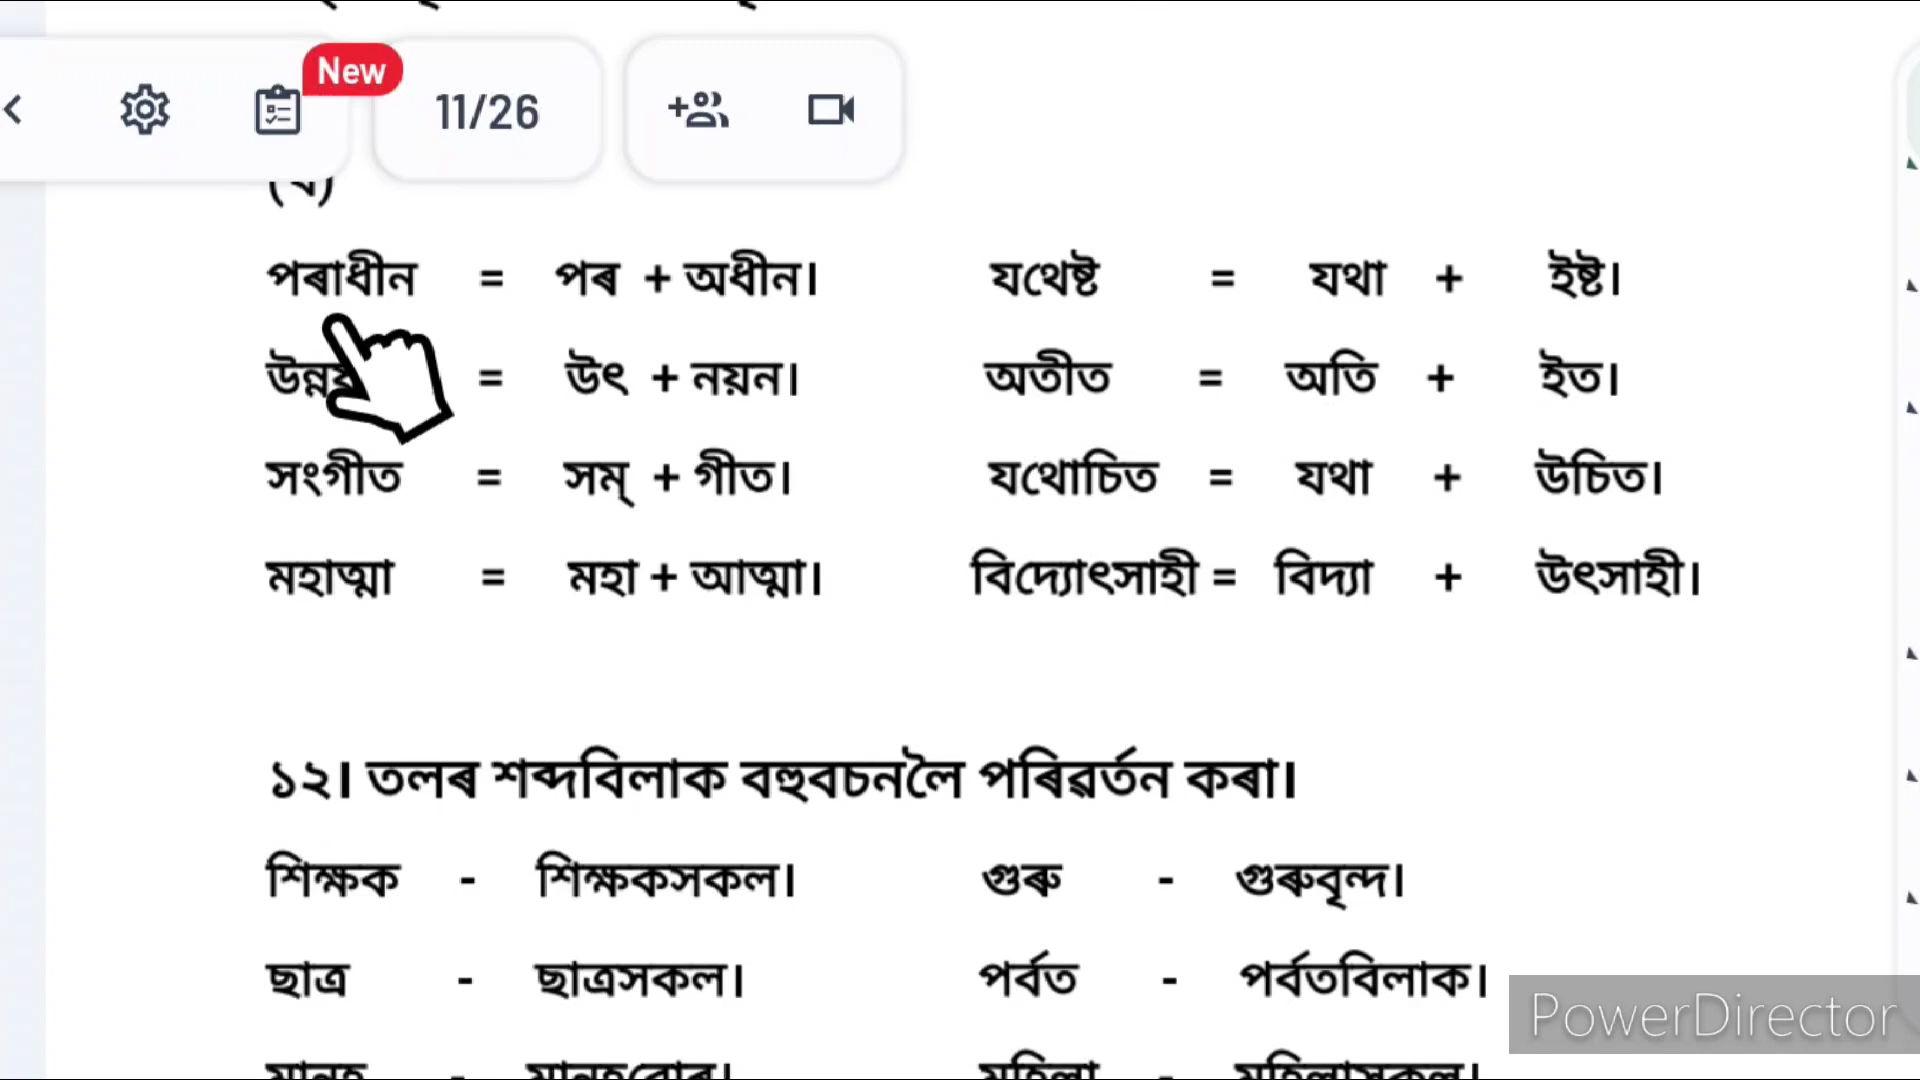 New
11/26
পৰাধীন = পৰ + অধীন। যথেষ্ট = যথা + ইষ্ট।
= উৎ + নয়ন। অতীত = অতি + ইত।
সংগীত = সম্ + গীত। যথোচিত = যথা + উচিত।
মহাত্মা = মহা + আত্মা। বিদ্যোৎসাহী = বিদ্যা + উৎসাহী।
১২। তলৰ শব্দবিলাক বহুবচনলৈ পৰিৱৰ্তন কৰা।
শিক্ষক - শিক্ষকসকল। গুৰু - গুৰুবৃন্দ।
ছাত্ৰ - ছাত্ৰসকল। পৰ্বত - পৰ্বতবিলাক।
PowerDirector